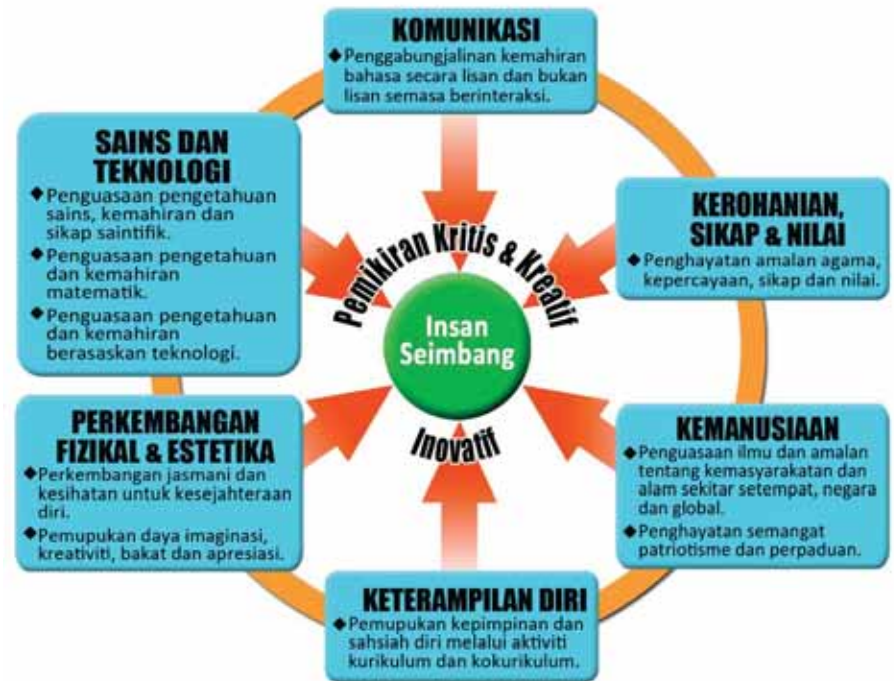 KOMUNIKASI
◆Penggabungjalinan kemahiran
bahasa secara lisan dan bukan
lisan semasa berinteraksi.
SAINS DAN
TEKNOLOGI
◆Penguasaan pengetahuan
sains, kemahiran dan
sikap saintifik.
◆Penguasaan pengetahuan
dan kemahiran
matematik.
◆Penguasaan pengetahuan
dan kemahiran
berasaskan teknologi.
KEROHANIAN,
SIKAP & NILAI
◆Penghayatan amalan agama,
kepercayaan, sikap dan nilai.
Pemikiran Kritis & Kreatif
Insan
Seimbang
Inovatif
PERKEMBANGAN
FIZIKAL & ESTETIKA
◆Perkembangan jasmani dan
kesihatan untuk kesejahteraan
diri.
◆Pemupukan daya imaginasi,
kreativiti, bakat dan apresiasi.
KEMANUSIAAN
◆Penguasaan ilmu dan amalan
tentang kemasyarakatan dan
alam sekitar setempat, negara
dan global.
◆Penghayatan semangat
patriotisme dan perpaduan.
KETERAMPILAN DIRI
◆Pemupukan kepimpinan dan
sahsiah diri melalui aktiviti
kurikulum dan kokurikulum.